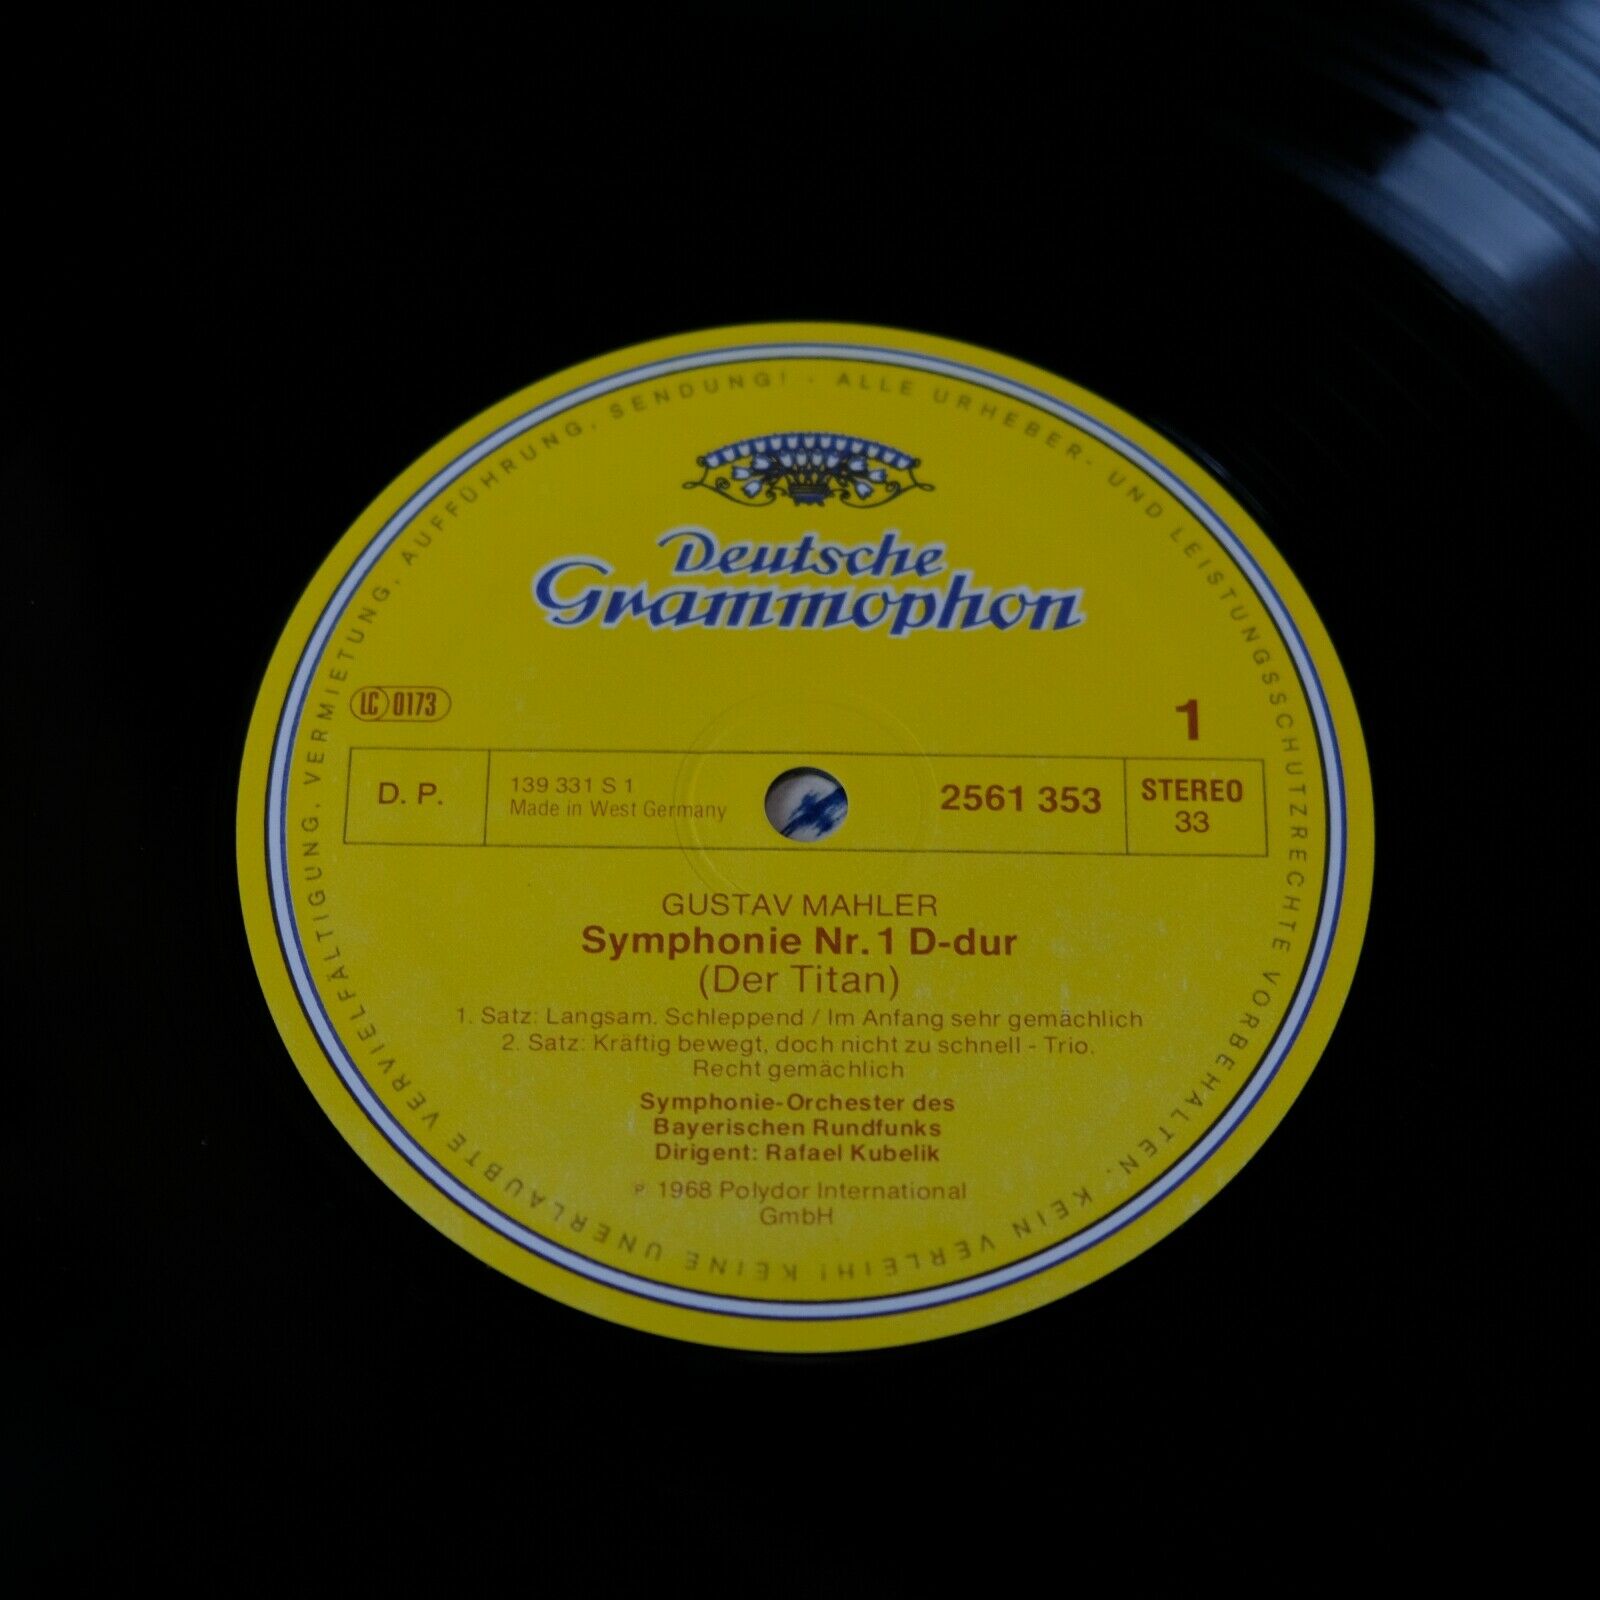 ALLE URHEBER- UND LEISTUNGSSCHUTZRECHTE VORBEHALTEN. KEIN VERLEIH! KEINE UNERLAUBTE VERVIELFÄLTIGUNG, VERMIETUNG, AUFFÜHRUNG, SENDUNG! ·
Deutsche
Grammophon
LC 0173
1
D. P.
139 331 S 1
Made in West Germany
2561 353
STEREO
33
GUSTAV MAHLER
Symphonie Nr. 1 D-dur
(Der Titan)
1. Satz: Langsam. Schleppend / Im Anfang sehr gemächlich
2. Satz: Kräftig bewegt, doch nicht zu schnell - Trio.
Recht gemächlich
Symphonie-Orchester des
Bayerischen Rundfunks
Dirigent: Rafael Kubelik
℗ 1968 Polydor International
GmbH